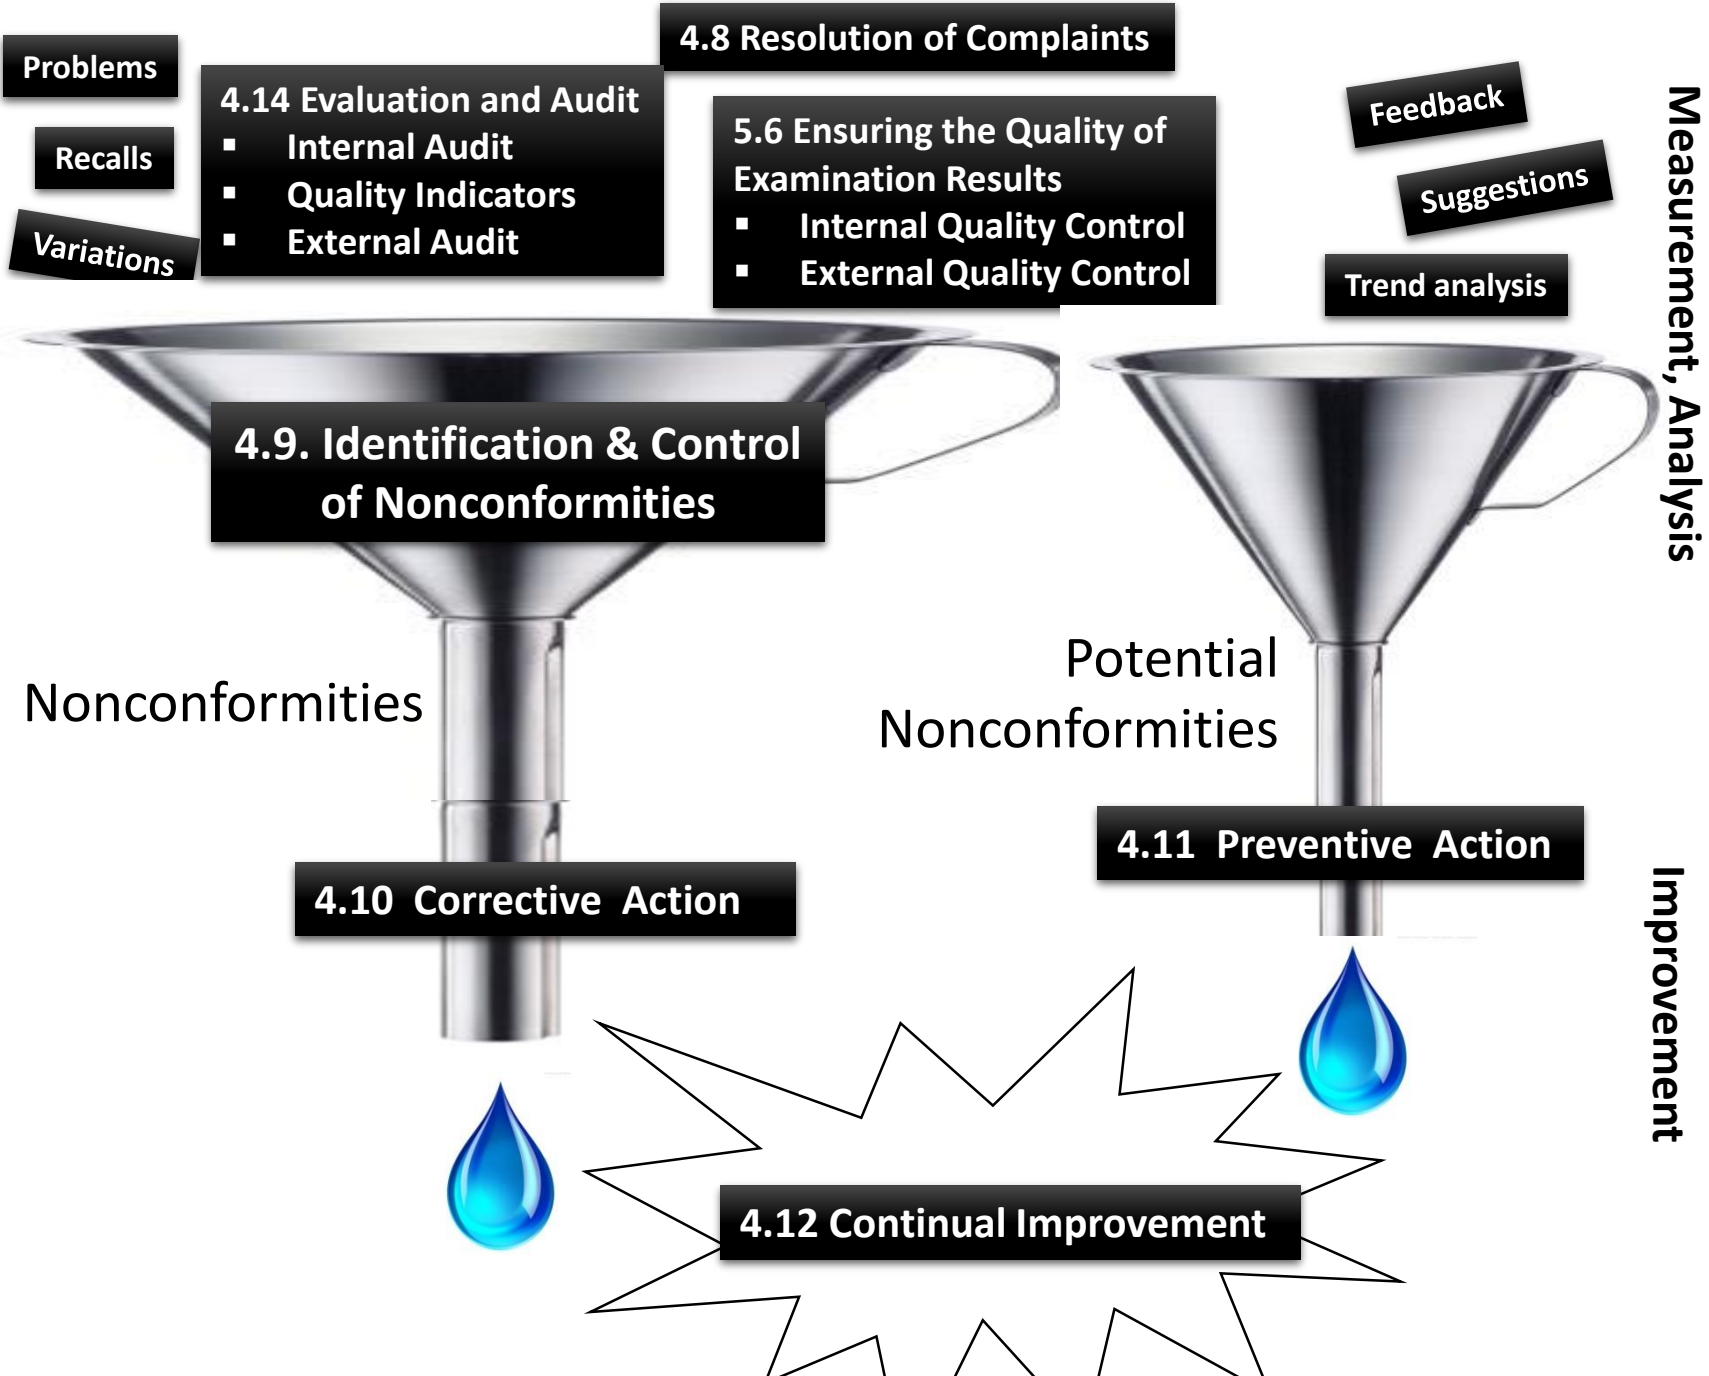 4.8 Resolution of Complaints
Problems
Recalls
Variations
4.14 Evaluation and Audit
▪ Internal Audit
▪ Quality Indicators
▪ External Audit
5.6 Ensuring the Quality of
Examination Results
▪ Internal Quality Control
▪ External Quality Control
Feedback
Suggestions
Trend analysis
Measurement, Analysis
4.9. Identification & Control
of Nonconformities
Nonconformities
Potential
Nonconformities
4.10 Corrective Action
4.11 Preventive Action
Improvement
4.12 Continual Improvement